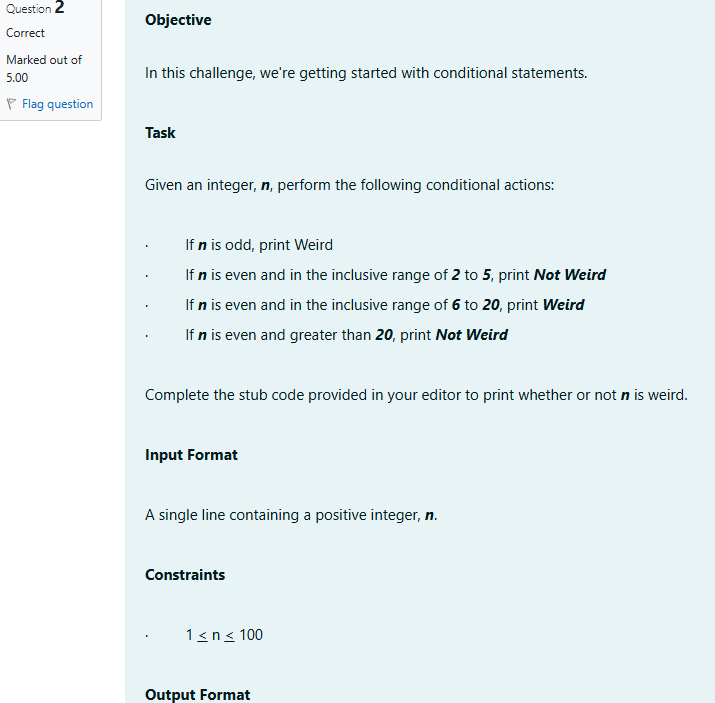 Question 2
Correct
Marked out of
5.00
Flag question
Objective
In this challenge, we're getting started with conditional statements.
Task
Given an integer, n, perform the following conditional actions:
· If n is odd, print Weird
· If n is even and in the inclusive range of 2 to 5, print Not Weird
· If n is even and in the inclusive range of 6 to 20, print Weird
· If n is even and greater than 20, print Not Weird
Complete the stub code provided in your editor to print whether or not n is weird.
Input Format
A single line containing a positive integer, n.
Constraints
· 1 ≤ n ≤ 100
Output Format